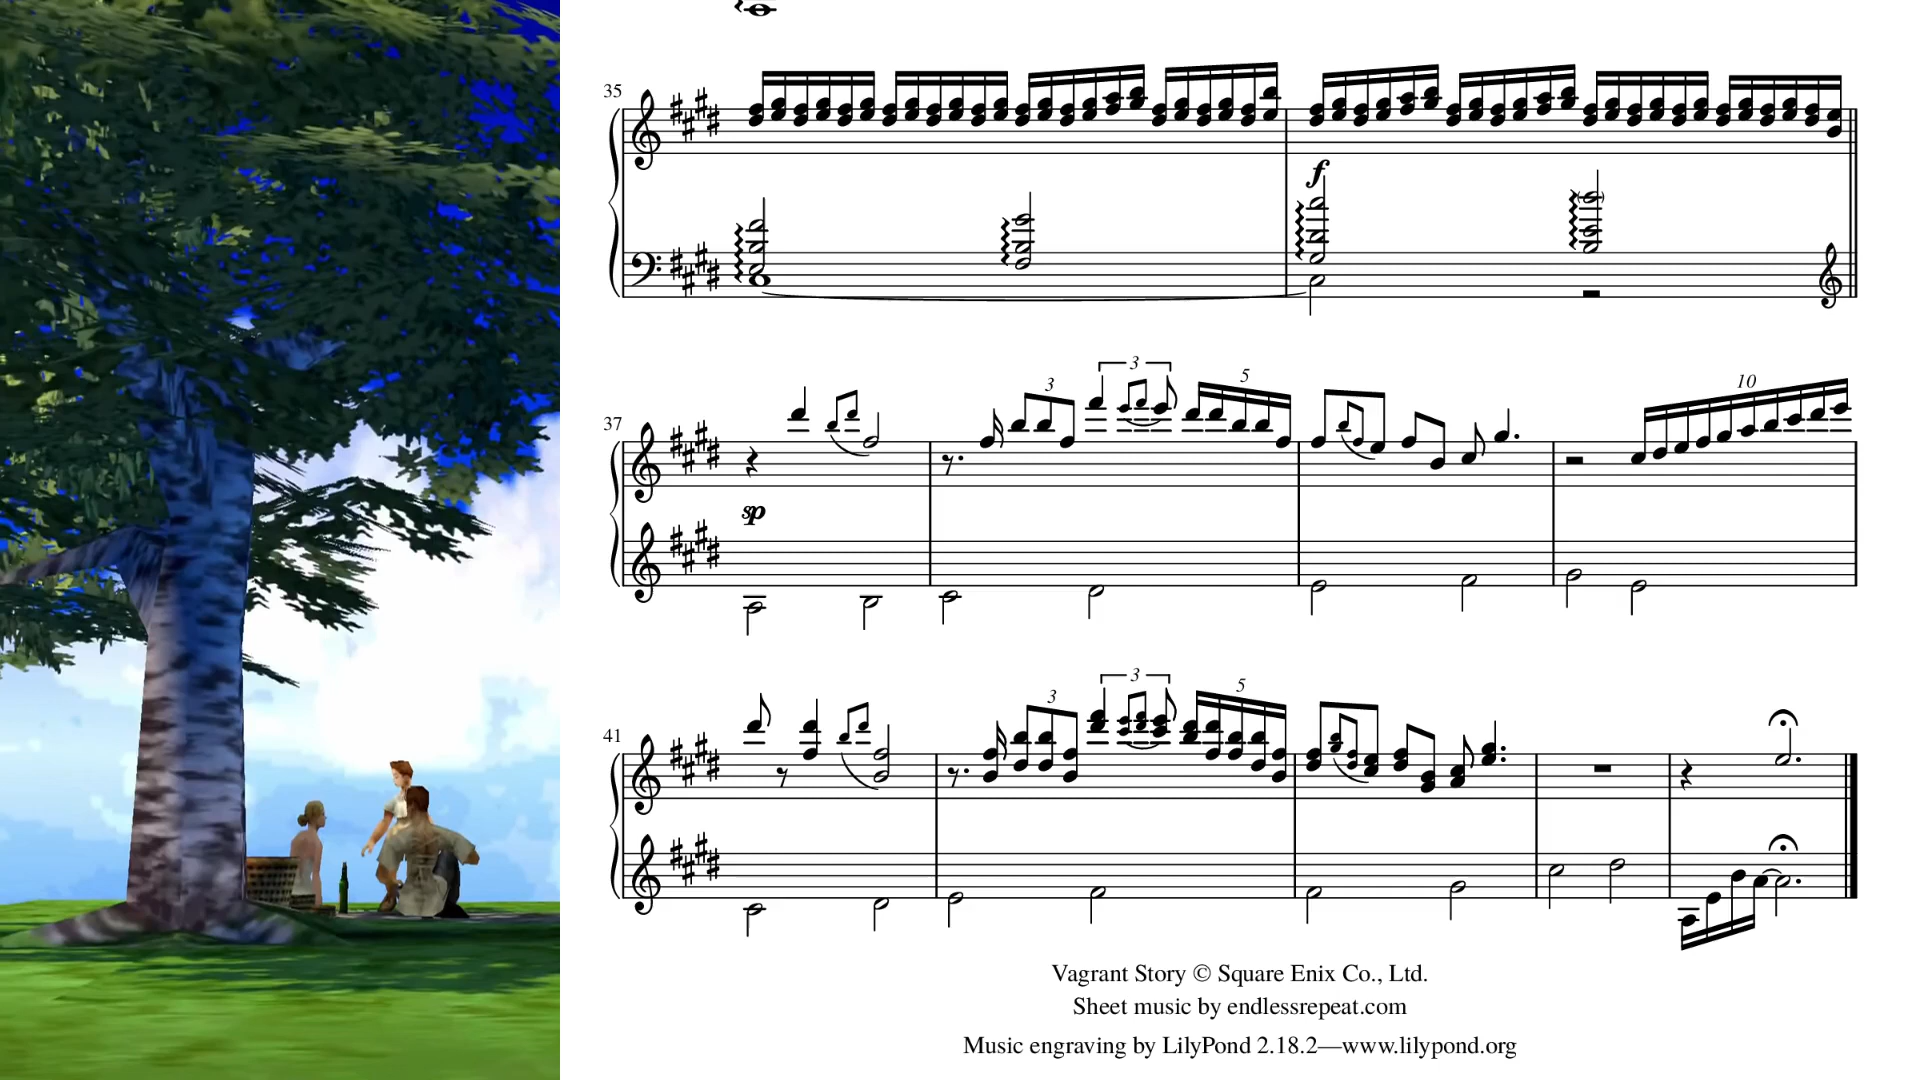 35
f
37
3
3
5
10
sp
41
3
3
5
Vagrant Story © Square Enix Co., Ltd.
Sheet music by endlessrepeat.com
Music engraving by LilyPond 2.18.2—www.lilypond.org